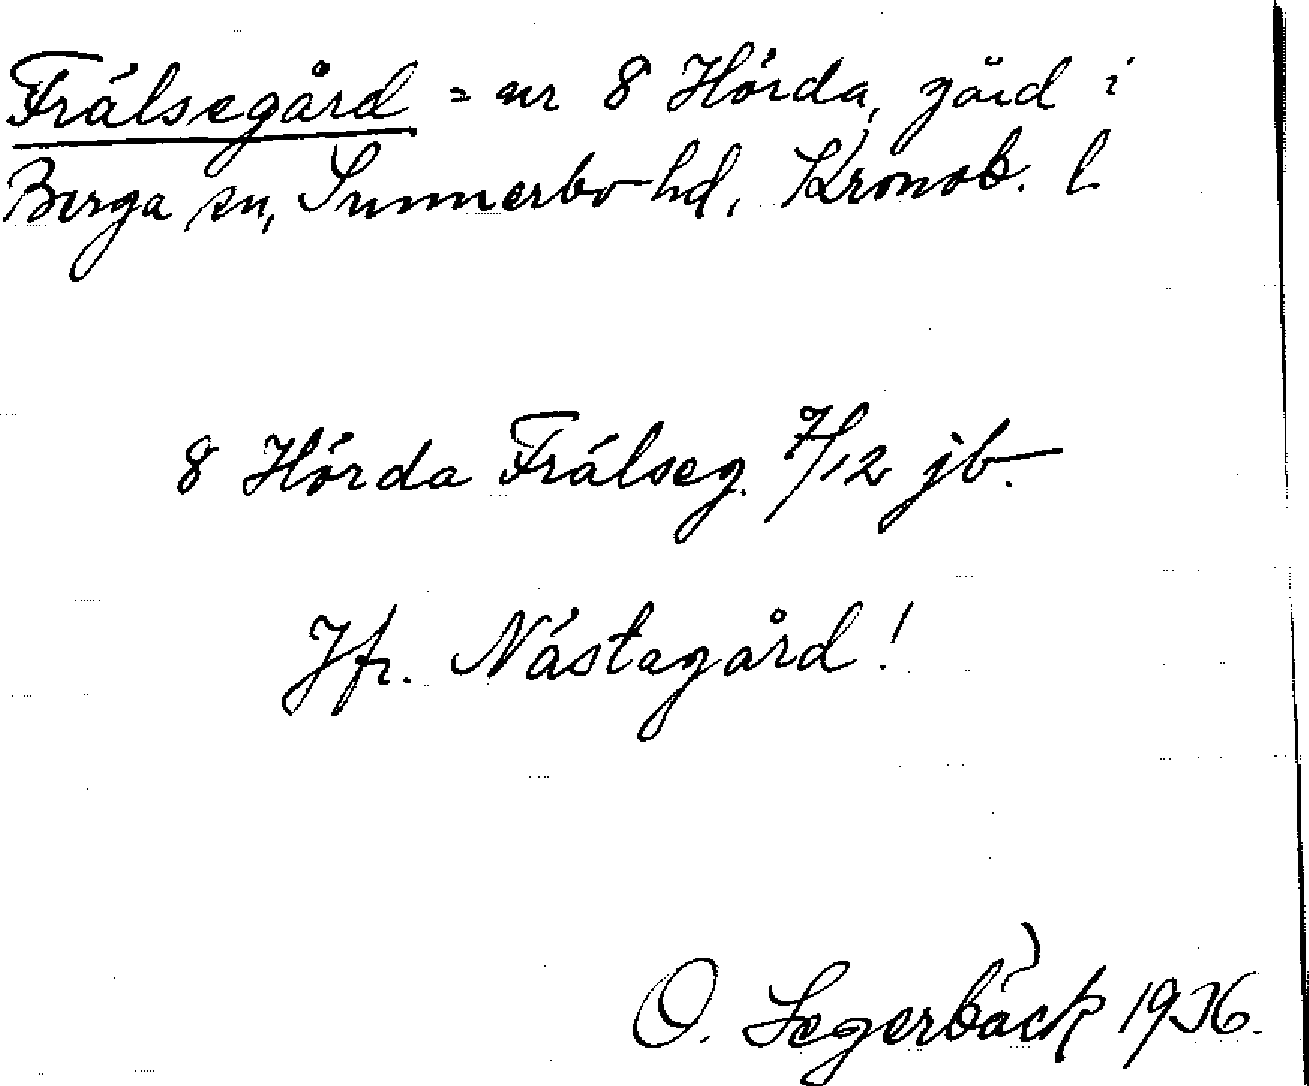 Frälsegård = nr 8 Hörda, gård i
Berga sn, Sunnerbo hd, Kronob. l
8 Hörda Frälseg. 7/12 jb.
Jfr. Nästagård!
O. Segerbäck 1936.